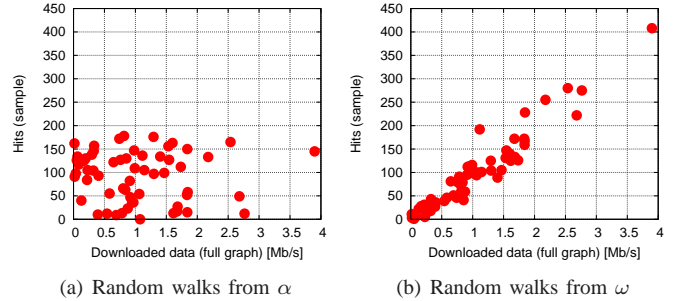 450
400
350
300
250
200
150
100
50
0
Hits (sample)
0 0.5 1 1.5 2 2.5 3 3.5 4
Downloaded data (full graph) [Mb/s]
(a) Random walks from α
450
400
350
300
250
200
150
100
50
0
Hits (sample)
0 0.5 1 1.5 2 2.5 3 3.5 4
Downloaded data (full graph) [Mb/s]
(b) Random walks from ω